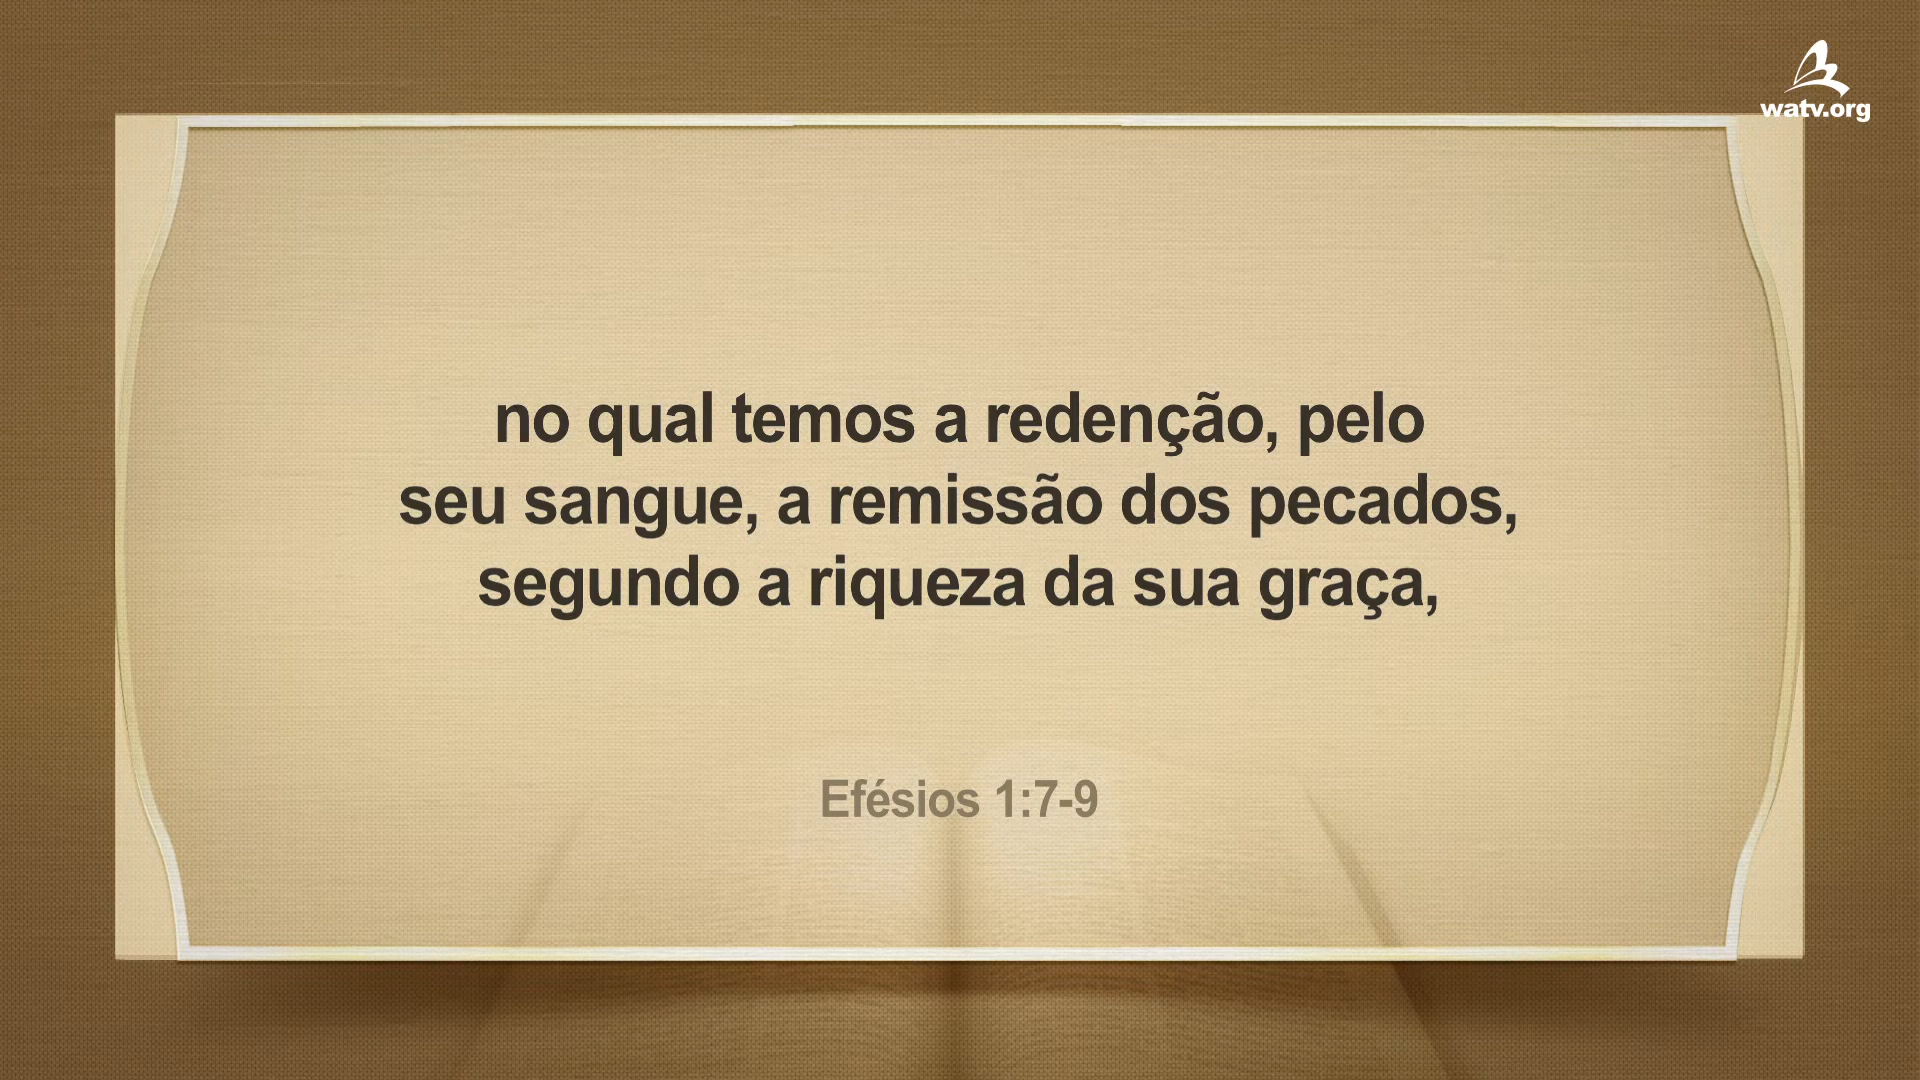 watv.org
no qual temos a redenção, pelo
seu sangue, a remissão dos pecados,
segundo a riqueza da sua graça,
Efésios 1:7-9